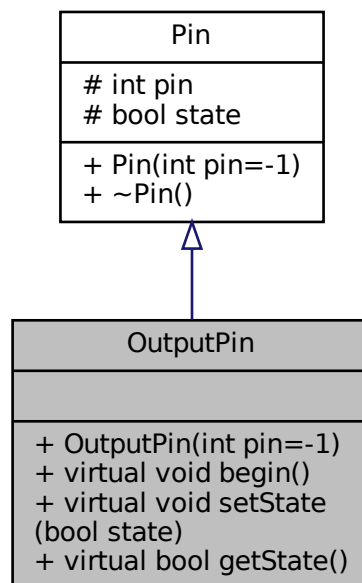 Pin
# int pin
# bool state
+ Pin(int pin=-1)
+ ~Pin()
OutputPin
+ OutputPin(int pin=-1)
+ virtual void begin()
+ virtual void setState
(bool state)
+ virtual bool getState()